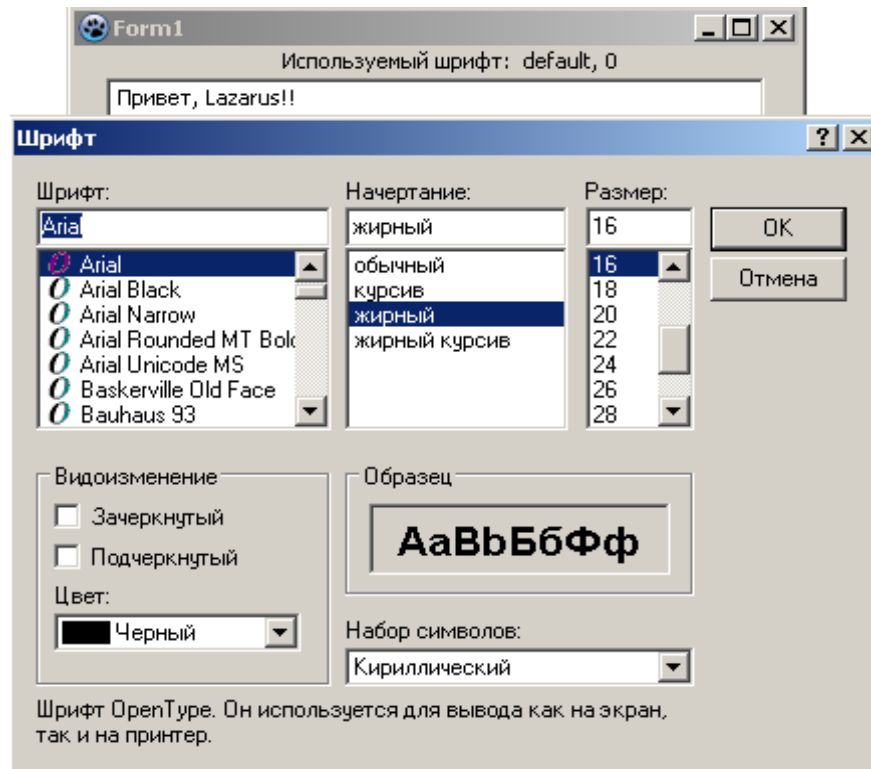 Form1
Используемый шрифт: default, 0
Привет, Lazarus!!
Шрифт
Шрифт:
Начертание:
Размер:
Arial
жирный
16
OK
Отмена
Arial
Arial Black
Arial Narrow
Arial Rounded MT Bold
Arial Unicode MS
Baskerville Old Face
Bauhaus 93
обычный
курсив
жирный
жирный курсив
16
18
20
22
24
26
28
Видоизменение
Зачеркнутый
Подчеркнутый
Цвет:
Черный
Образец
АаВbБбФф
Набор символов:
Кириллический
Шрифт OpenType. Он используется для вывода как на экран,
так и на принтер.